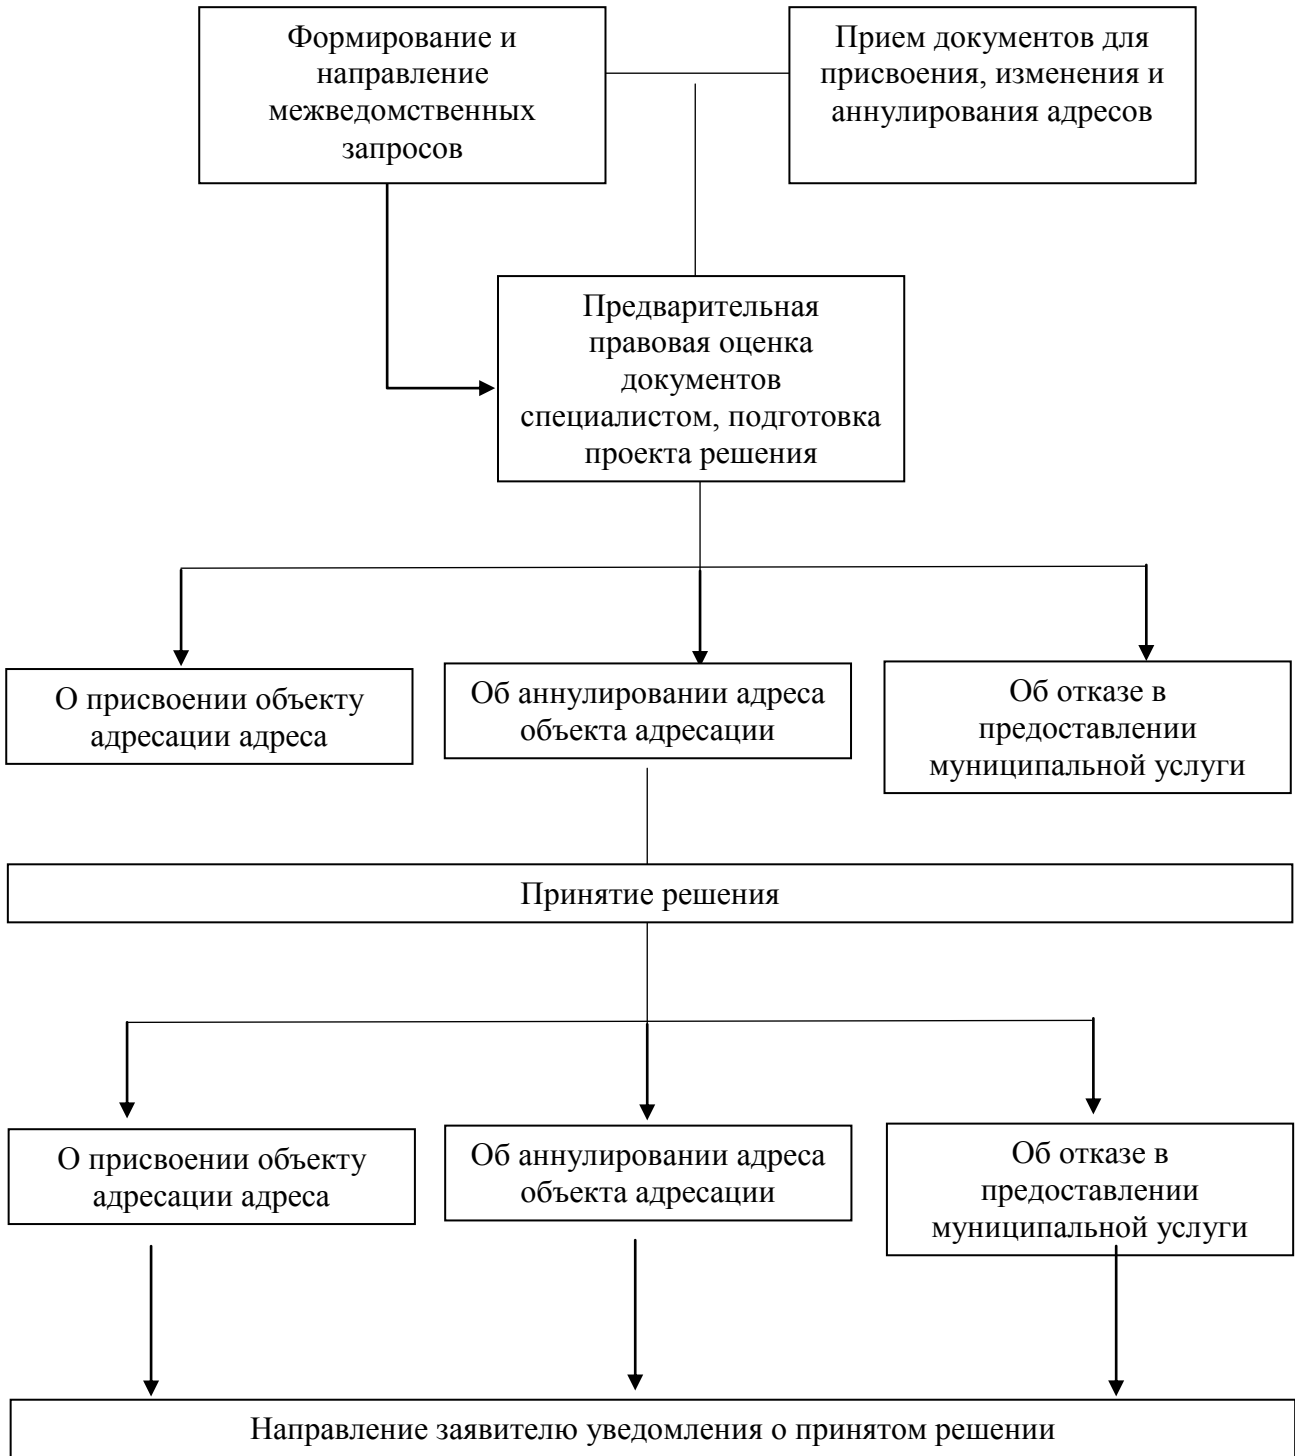 Формирование и
направление
межведомственных
запросов
Прием документов для
присвоения, изменения и
аннулирования адресов
Предварительная
правовая оценка
документов
специалистом, подготовка
проекта решения
О присвоении объекту
адресации адреса
Об аннулировании адреса
объекта адресации
Об отказе в
предоставлении
муниципальной услуги
Принятие решения
О присвоении объекту
адресации адреса
Об аннулировании адреса
объекта адресации
Об отказе в
предоставлении
муниципальной услуги
Направление заявителю уведомления о принятом решении